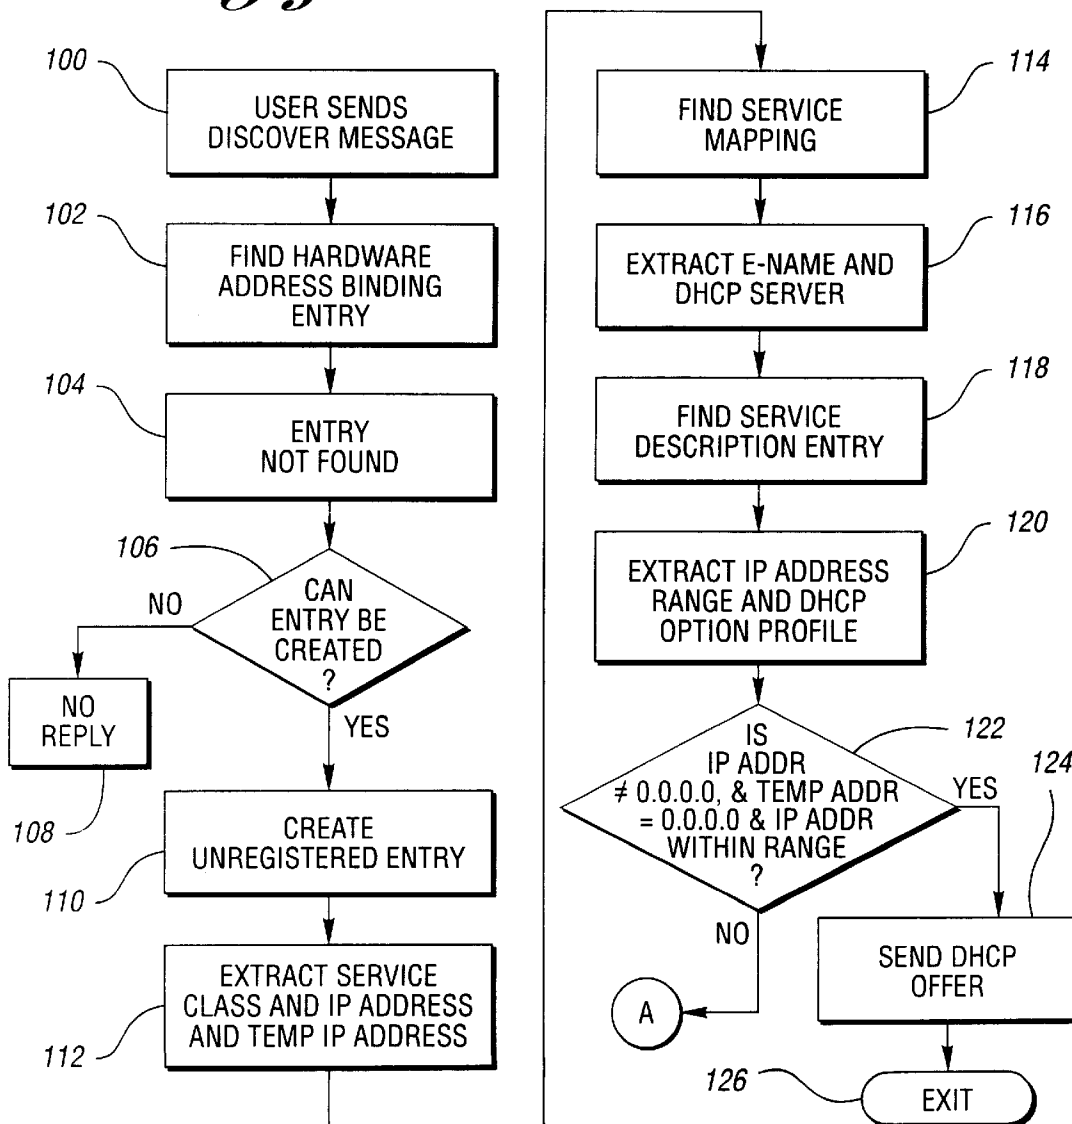 100
USER SENDS
DISCOVER MESSAGE
102
FIND HARDWARE
ADDRESS BINDING
ENTRY
104
ENTRY
NOT FOUND
106
CAN
ENTRY BE
CREATED
?
NO
YES
NO
REPLY
108
CREATE
UNREGISTERED ENTRY
110
EXTRACT SERVICE
CLASS AND IP ADDRESS
AND TEMP IP ADDRESS
112
FIND SERVICE
MAPPING
114
EXTRACT E-NAME AND
DHCP SERVER
116
FIND SERVICE
DESCRIPTION ENTRY
118
EXTRACT IP ADDRESS
RANGE AND DHCP
OPTION PROFILE
120
IS
IP ADDR
≠ 0.0.0.0, & TEMP ADDR
= 0.0.0.0 & IP ADDR
WITHIN RANGE
?
122
YES
NO
124
SEND DHCP
OFFER
A
126
EXIT